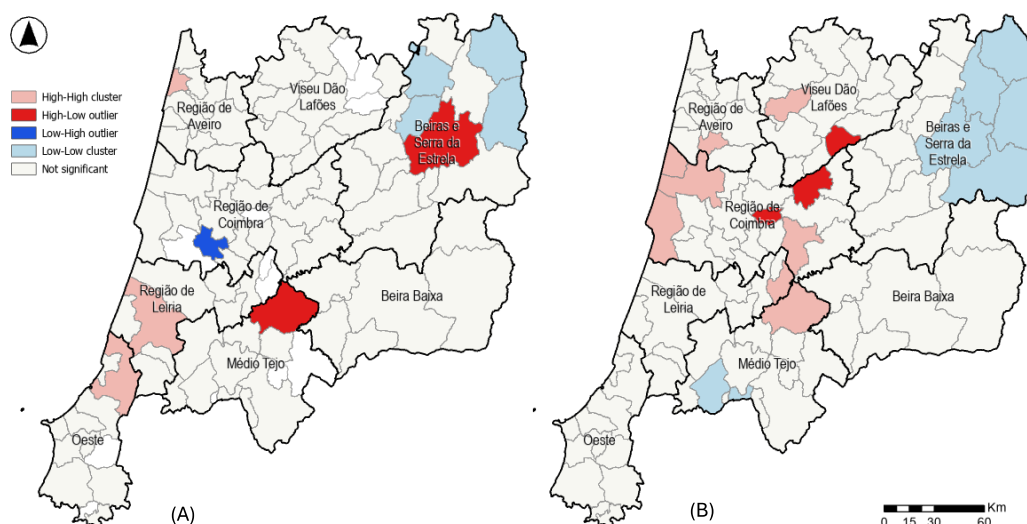 High-High cluster
High-Low outlier
Low-High outlier
Low-Low cluster
Not significant
Região de
Aveiro
Viseu Dão
Lafões
Beiras e
Serra da
Estrela
Região de
Coimbra
Região de
Leiria
Beira Baixa
Médio Tejo
Oeste
(A)
Viseu Dão
Lafões
Região de
Aveiro
Beiras e
Serra da
Estrela
Região de
Coimbra
Região de
Leiria
Beira Baixa
Médio Tejo
Oeste
(B)
Km
0 15 30 60